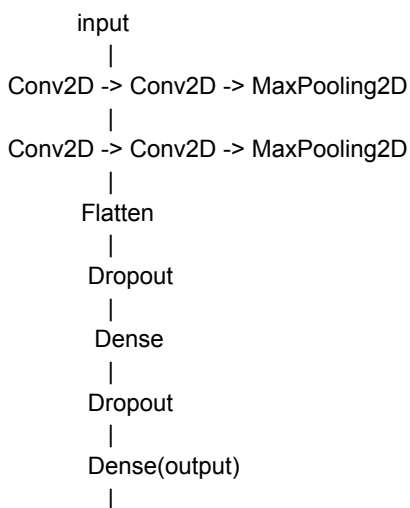 input
|
Conv2D -> Conv2D -> MaxPooling2D
|
Conv2D -> Conv2D -> MaxPooling2D
|
Flatten
|
Dropout
|
Dense
|
Dropout
|
Dense(output)
|